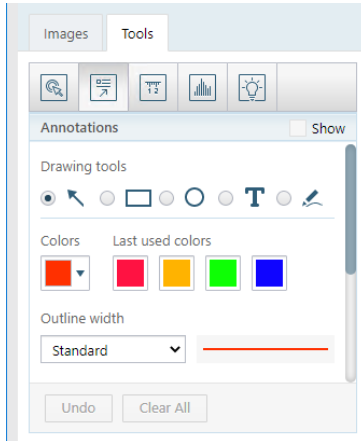 Images Tools
1 2
Annotations Show
Drawing tools
T
Colors Last used colors
Outline width
Standard
Undo Clear All